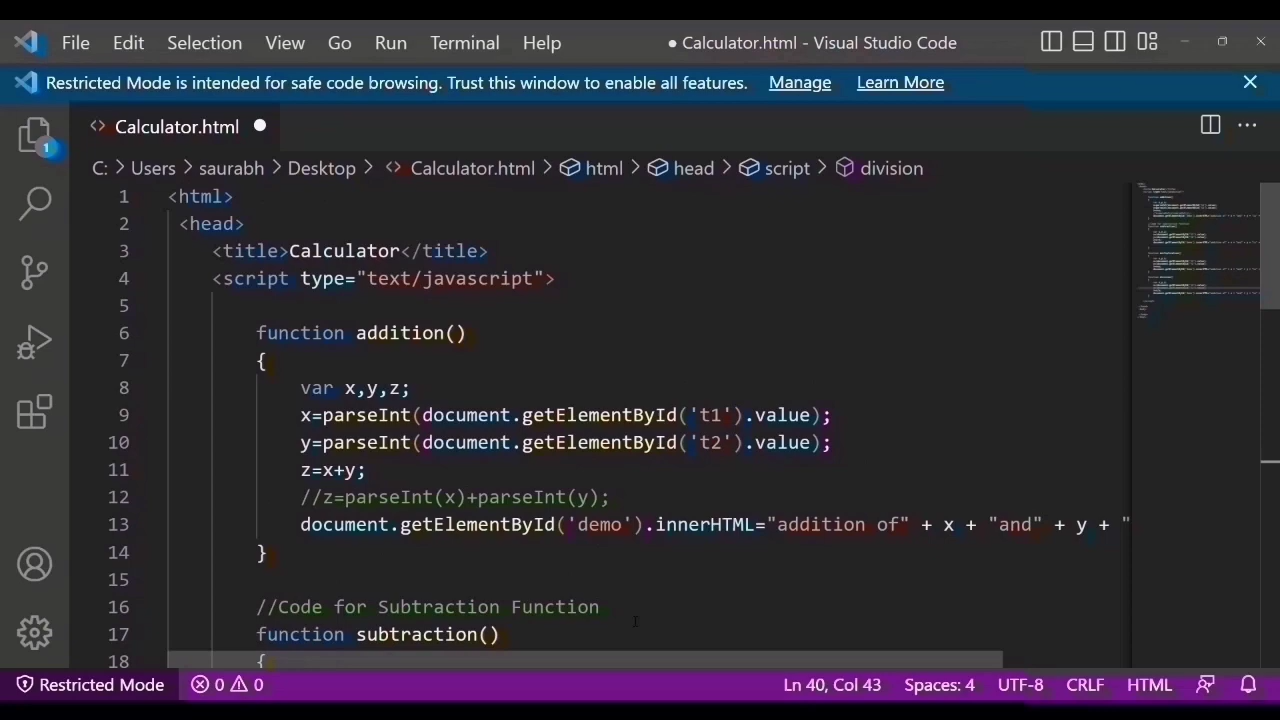 File Edit Selection View Go Run Terminal Help ● Calculator.html - Visual Studio Code
Restricted Mode is intended for safe code browsing. Trust this window to enable all features. Manage Learn More
1
<> Calculator.html ●
C: > Users > saurabh > Desktop > <> Calculator.html > html > head > script > division
1 <html>
2 <head>
3 <title>Calculator</title>
4 <script type="text/javascript">
5
6 function addition()
7 {
8 var x,y,z;
9 x=parseInt(document.getElementById('t1').value);
10 y=parseInt(document.getElementById('t2').value);
11 z=x+y;
12 //z=parseInt(x)+parseInt(y);
13 document.getElementById('demo').innerHTML="addition of" + x + "and" + y + "
14 }
15
16 //Code for Subtraction Function
17 function subtraction()
18 {
Restricted Mode 0 0 Ln 40, Col 43 Spaces: 4 UTF-8 CRLF HTML